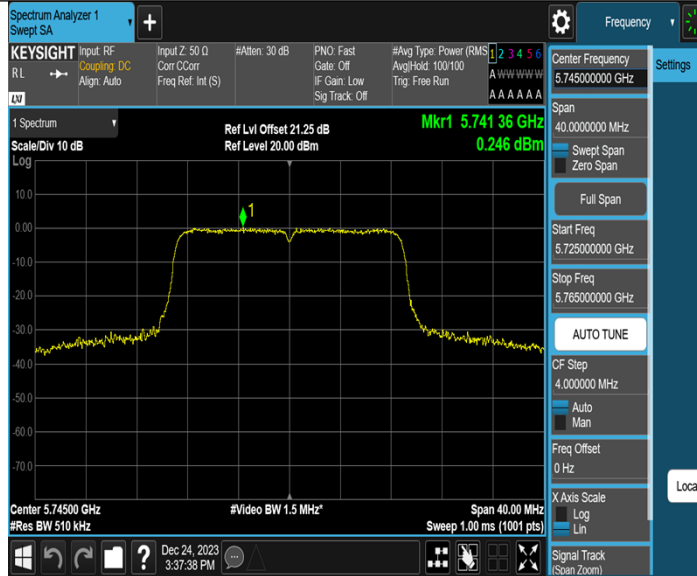 Spectrum Analyzer 1
Swept SA
+
Frequency
KEYSIGHT
RL
LXI
Input: RF
Coupling: DC
Align: Auto
Input Z: 50 Ω
Corr CCorr
Freq Ref: Int (S)
#Atten: 30 dB
PNO: Fast
Gate: Off
IF Gain: Low
Sig Track: Off
#Avg Type: Power (RMS
Avg|Hold: 100/100
Trig: Free Run
1 2 3 4 5 6
A W W W W W
A A A A A A
1 Spectrum
Scale/Div 10 dB
Log
Ref Lvl Offset 21.25 dB
Ref Level 20.00 dBm
Mkr1 5.741 36 GHz
0.246 dBm
10.0
0.00
-10.0
-20.0
-30.0
-40.0
-50.0
-60.0
-70.0
1
Center 5.74500 GHz
#Res BW 510 kHz
#Video BW 1.5 MHz*
Span 40.00 MHz
Sweep 1.00 ms (1001 pts)
?
Dec 24, 2023
3:37:38 PM
Center Frequency
5.745000000 GHz
Span
40.0000000 MHz
Swept Span
Zero Span
Full Span
Start Freq
5.725000000 GHz
Stop Freq
5.765000000 GHz
AUTO TUNE
CF Step
4.000000 MHz
Auto
Man
Freq Offset
0 Hz
X Axis Scale
Log
Lin
Signal Track
(Span Zoom)
Settings
Loca